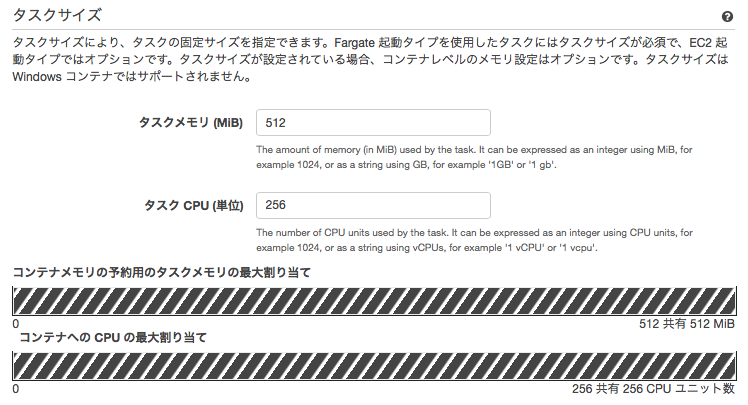 タスクサイズ
タスクサイズにより、タスクの固定サイズを指定できます。Fargate 起動タイプを使用したタスクにはタスクサイズが必須で、EC2 起
動タイプではオプションです。タスクサイズが設定されている場合、コンテナレベルのメモリ設定はオプションです。タスクサイズは
Windows コンテナではサポートされません。
タスクメモリ (MiB)
512
The amount of memory (in MiB) used by the task. It can be expressed as an integer using MiB, for
example 1024, or as a string using GB, for example '1GB' or '1 gb'.
タスク CPU (単位)
256
The number of CPU units used by the task. It can be expressed as an integer using CPU units, for
example 1024, or as a string using vCPUs, for example '1 vCPU' or '1 vcpu'.
コンテナメモリの予約用のタスクメモリの最大割り当て
0
512 共有 512 MiB
コンテナへの CPU の最大割り当て
0
256 共有 256 CPU ユニット数